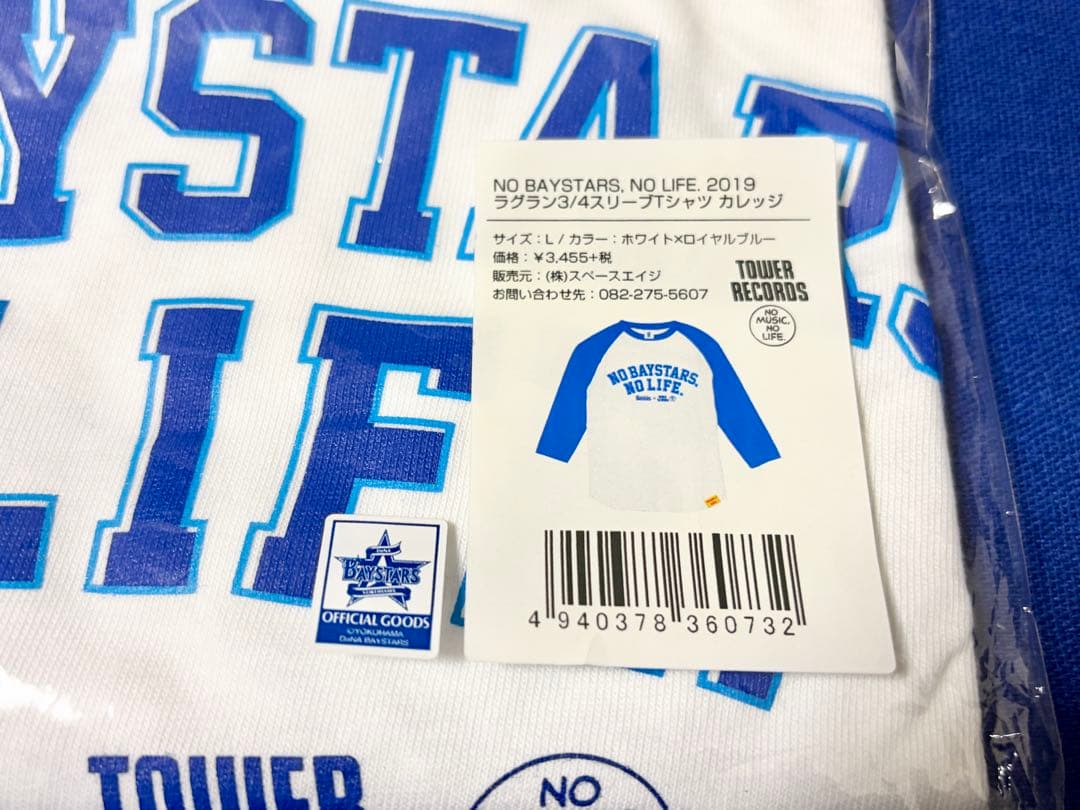 YSTAR
LIF
NO BAYSTARS, NO LIFE. 2019
ラグラン3/4スリーブTシャツ カレッジ
サイズ：L / カラー：ホワイト×ロイヤルブルー
価格：￥3,455+税
販売元：(株)スペースエイジ
お問い合わせ先：082-275-5607
TOWER
RECORDS
NO
MUSIC,
NO
LIFE.
NO BAYSTARS,
NO LIFE.
4 940378 360732
DeNA
BAYSTARS
YOKOHAMA
OFFICIAL GOODS
©YOKOHAMA
DeNA BAYSTARS
TOWER
NO